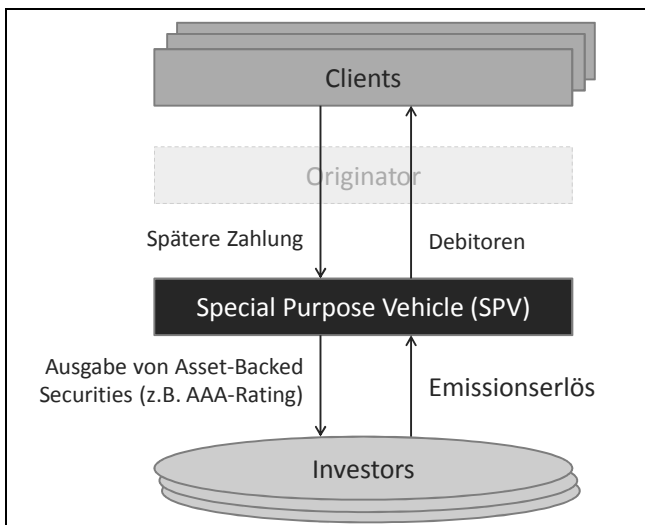 Clients
Originator
Spätere Zahlung
Debitoren
Special Purpose Vehicle (SPV)
Ausgabe von Asset-Backed
Securities (z.B. AAA-Rating)
Emissionserlös
Investors